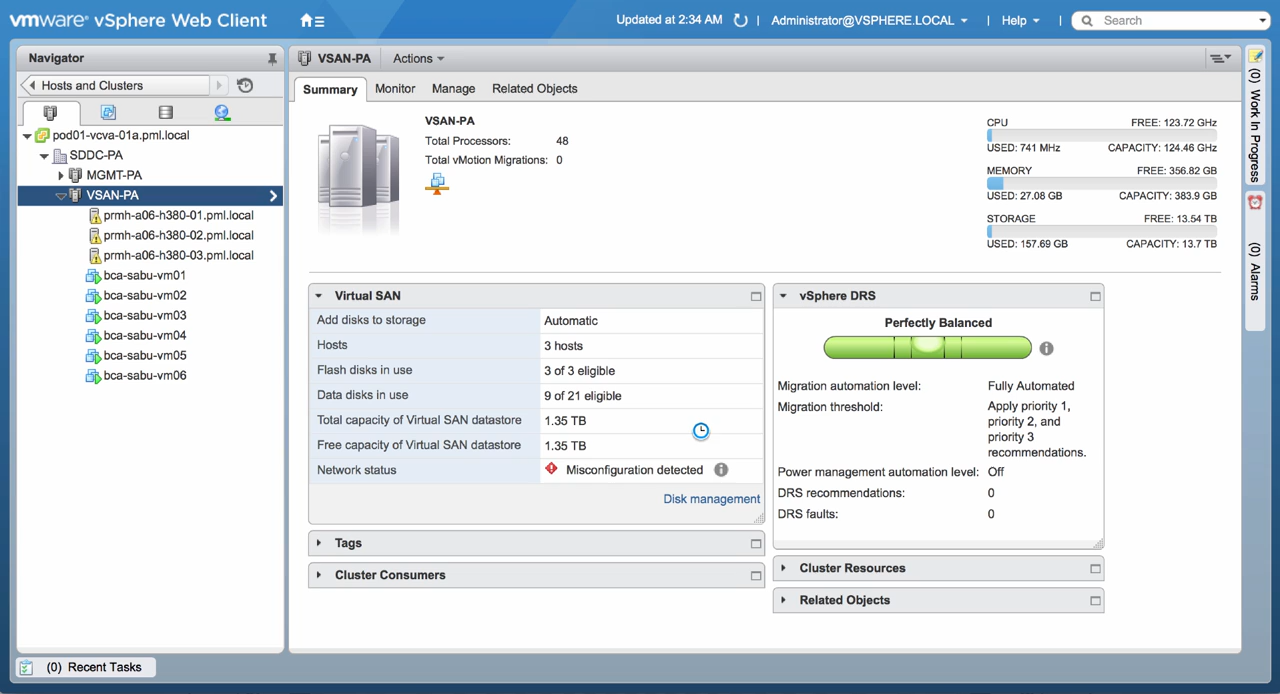 vmware® vSphere Web Client
Updated at 2:34 AM
Administrator@VSPHERE.LOCAL
Help
Search
Navigator
Hosts and Clusters
pod01-vcva-01a.pml.local
SDDC-PA
MGMT-PA
VSAN-PA
prmh-a06-h380-01.pml.local
prmh-a06-h380-02.pml.local
prmh-a06-h380-03.pml.local
bca-sabu-vm01
bca-sabu-vm02
bca-sabu-vm03
bca-sabu-vm04
bca-sabu-vm05
bca-sabu-vm06
VSAN-PA Actions
Summary Monitor Manage Related Objects
VSAN-PA
Total Processors: 48
Total vMotion Migrations: 0
CPU FREE: 123.72 GHz
USED: 741 MHz CAPACITY: 124.46 GHz
MEMORY FREE: 356.82 GB
USED: 27.08 GB CAPACITY: 383.9 GB
STORAGE FREE: 13.54 TB
USED: 157.69 GB CAPACITY: 13.7 TB
Virtual SAN
Add disks to storage Automatic
Hosts 3 hosts
Flash disks in use 3 of 3 eligible
Data disks in use 9 of 21 eligible
Total capacity of Virtual SAN datastore 1.35 TB
Free capacity of Virtual SAN datastore 1.35 TB
Network status Misconfiguration detected
Disk management
Tags
Cluster Consumers
vSphere DRS
Perfectly Balanced
Migration automation level: Fully Automated
Migration threshold: Apply priority 1,
priority 2, and
priority 3
recommendations.
Power management automation level: Off
DRS recommendations: 0
DRS faults: 0
Cluster Resources
Related Objects
(0) Work In Progress
(0) Alarms
(0) Recent Tasks